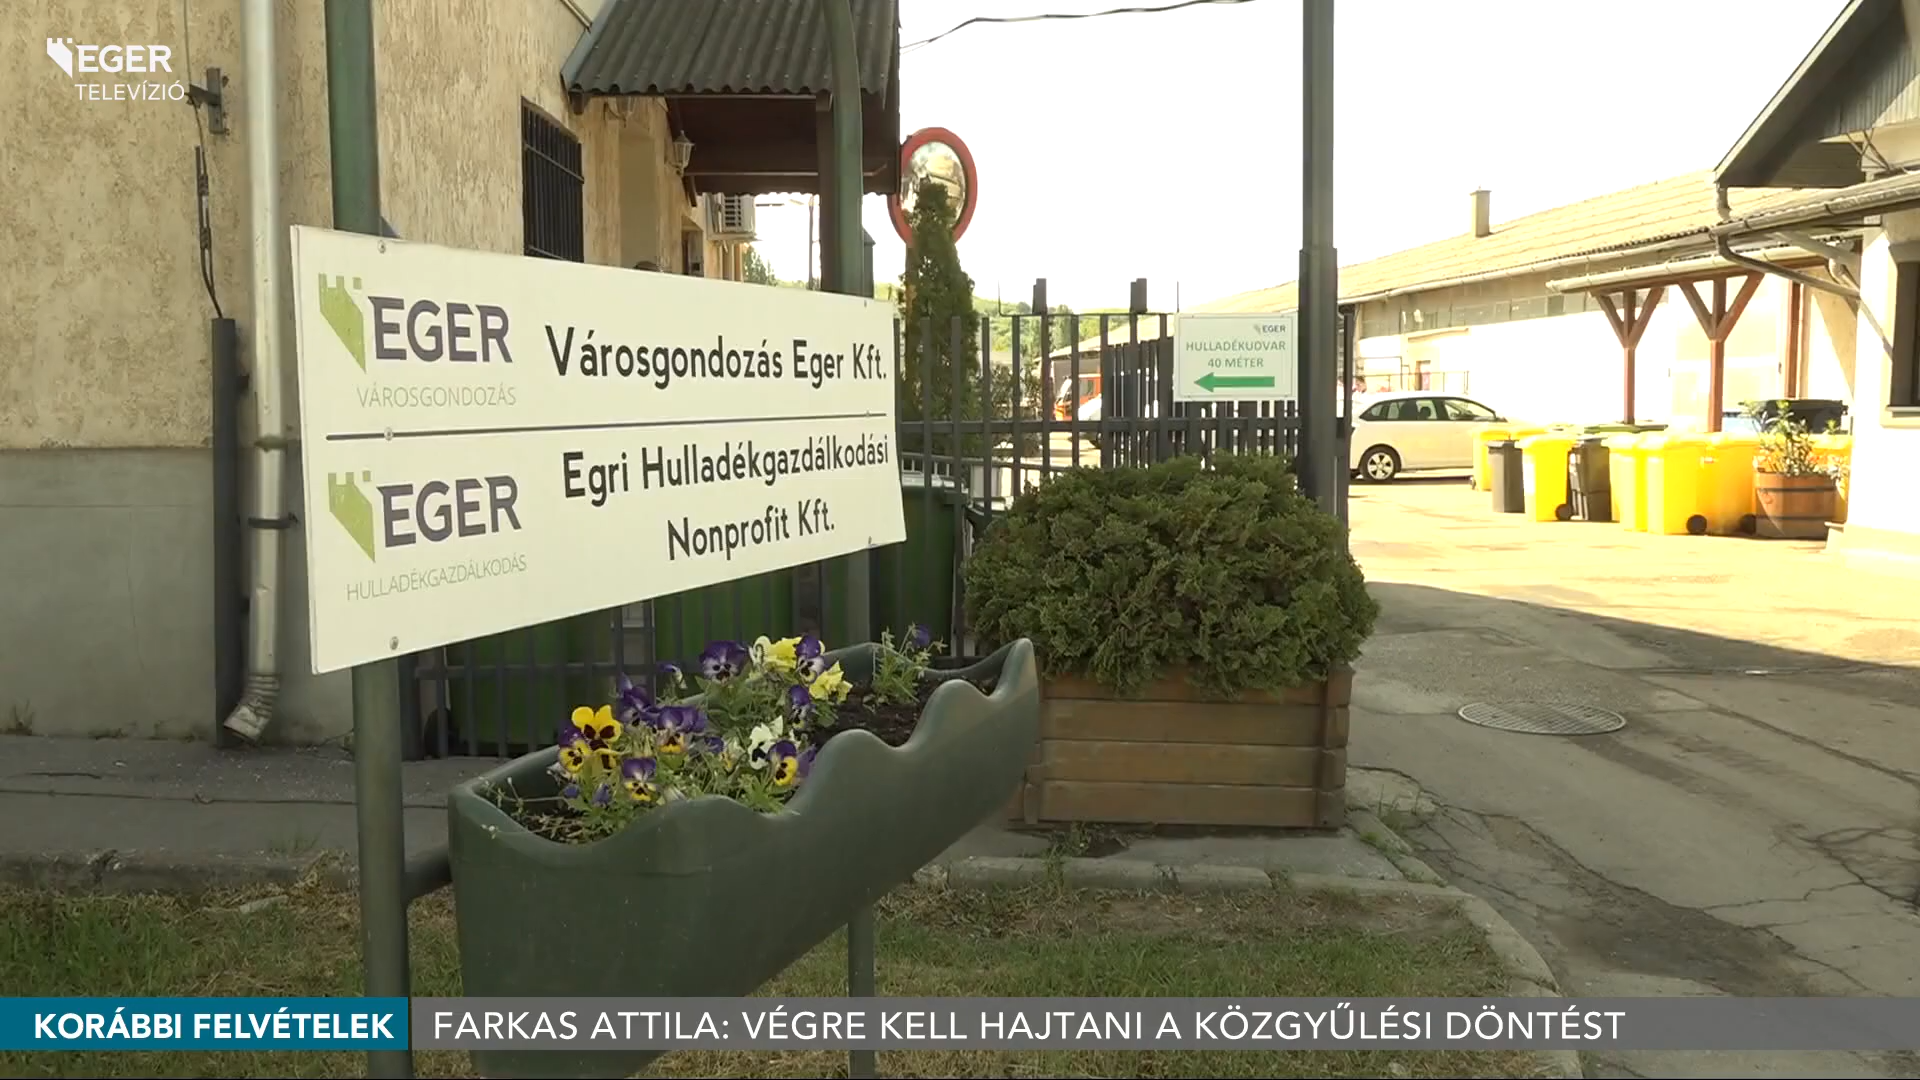 EGER
TELEVÍZIÓ
EGER
VÁROSGONDOZÁS
Városgondozás Eger Kft.
EGER
HULLADÉKGAZDÁLKODÁS
Egri Hulladékgazdálkodási
Nonprofit Kft.
EGER
HULLADÉKUDVAR
40 MÉTER
KORÁBBI FELVÉTELEK
FARKAS ATTILA: VÉGRE KELL HAJTANI A KÖZGYŰLÉSI DÖNTÉST